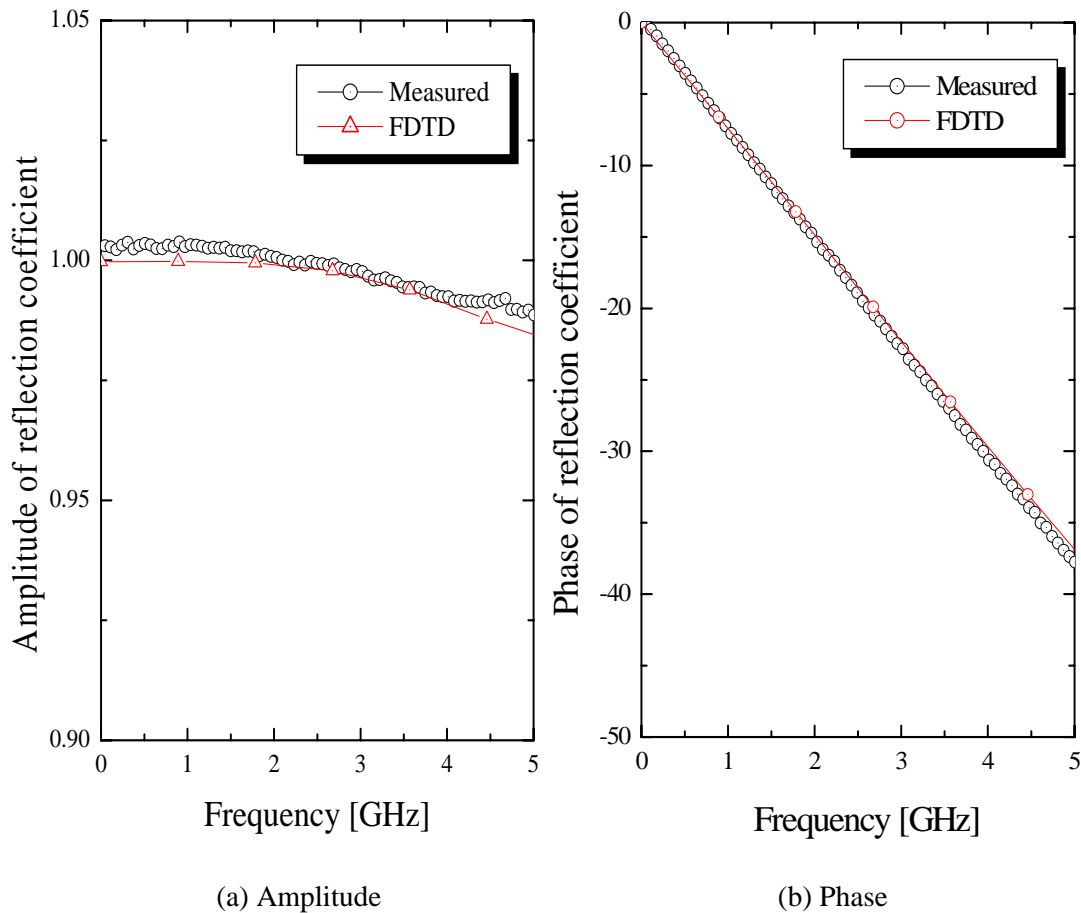 1.05
1.00
0.95
0.90
Amplitude of reflection coefficient
Measured
FDTD
0 1 2 3 4 5
Frequency [GHz]
(a) Amplitude
0
-10
-20
-30
-40
-50
Phase of reflection coefficient
Measured
FDTD
0 1 2 3 4 5
Frequency [GHz]
(b) Phase